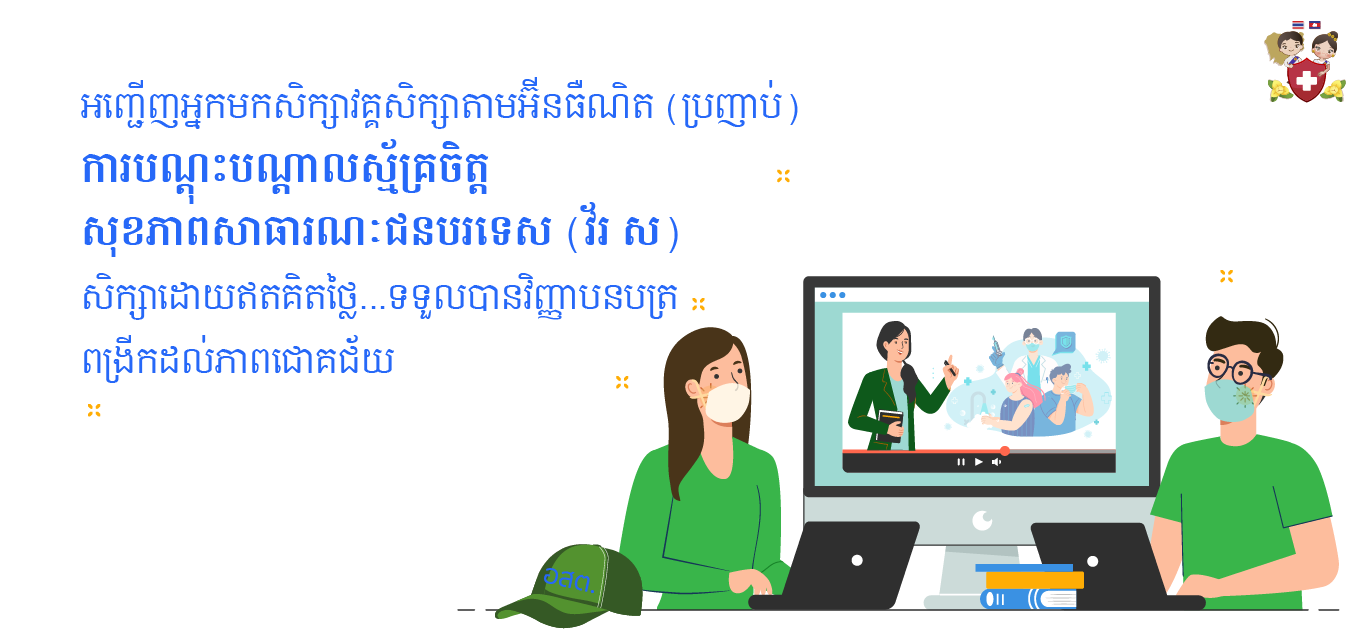 អញ្ជើញអ្នកមកសិក្សាវគ្គសិក្សាតាមអ៊ីនធឺណិត (ប្រញាប់)
ការបណ្តុះបណ្តាលស្ម័គ្រចិត្ត
សុខភាពសាធារណៈជនបរទេស (វ័រ ស)
សិក្សាដោយឥតគិតថ្លៃ...ទទួលបានវិញ្ញាបនបត្រ
ពង្រីកដល់ភាពជោគជ័យ
อสต.